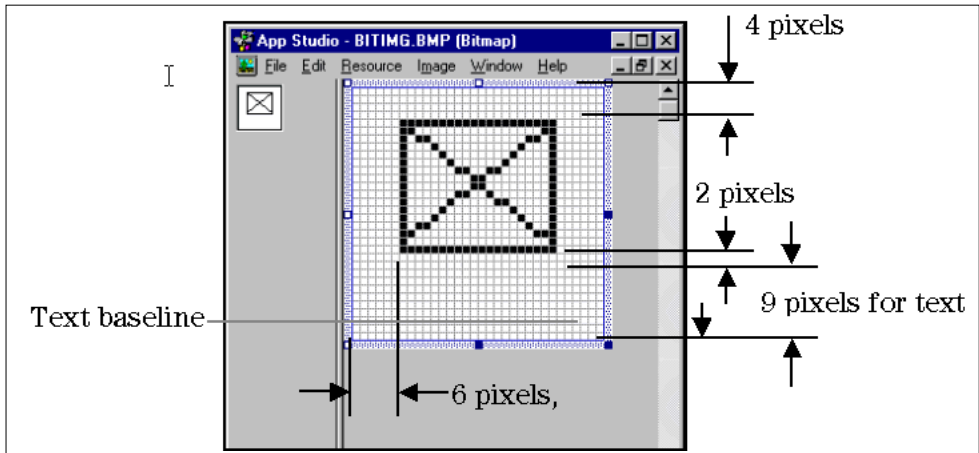 App Studio - BITIMG.BMP (Bitmap)
File Edit Resource Image Window Help
4 pixels
2 pixels
9 pixels for text
Text baseline
6 pixels,